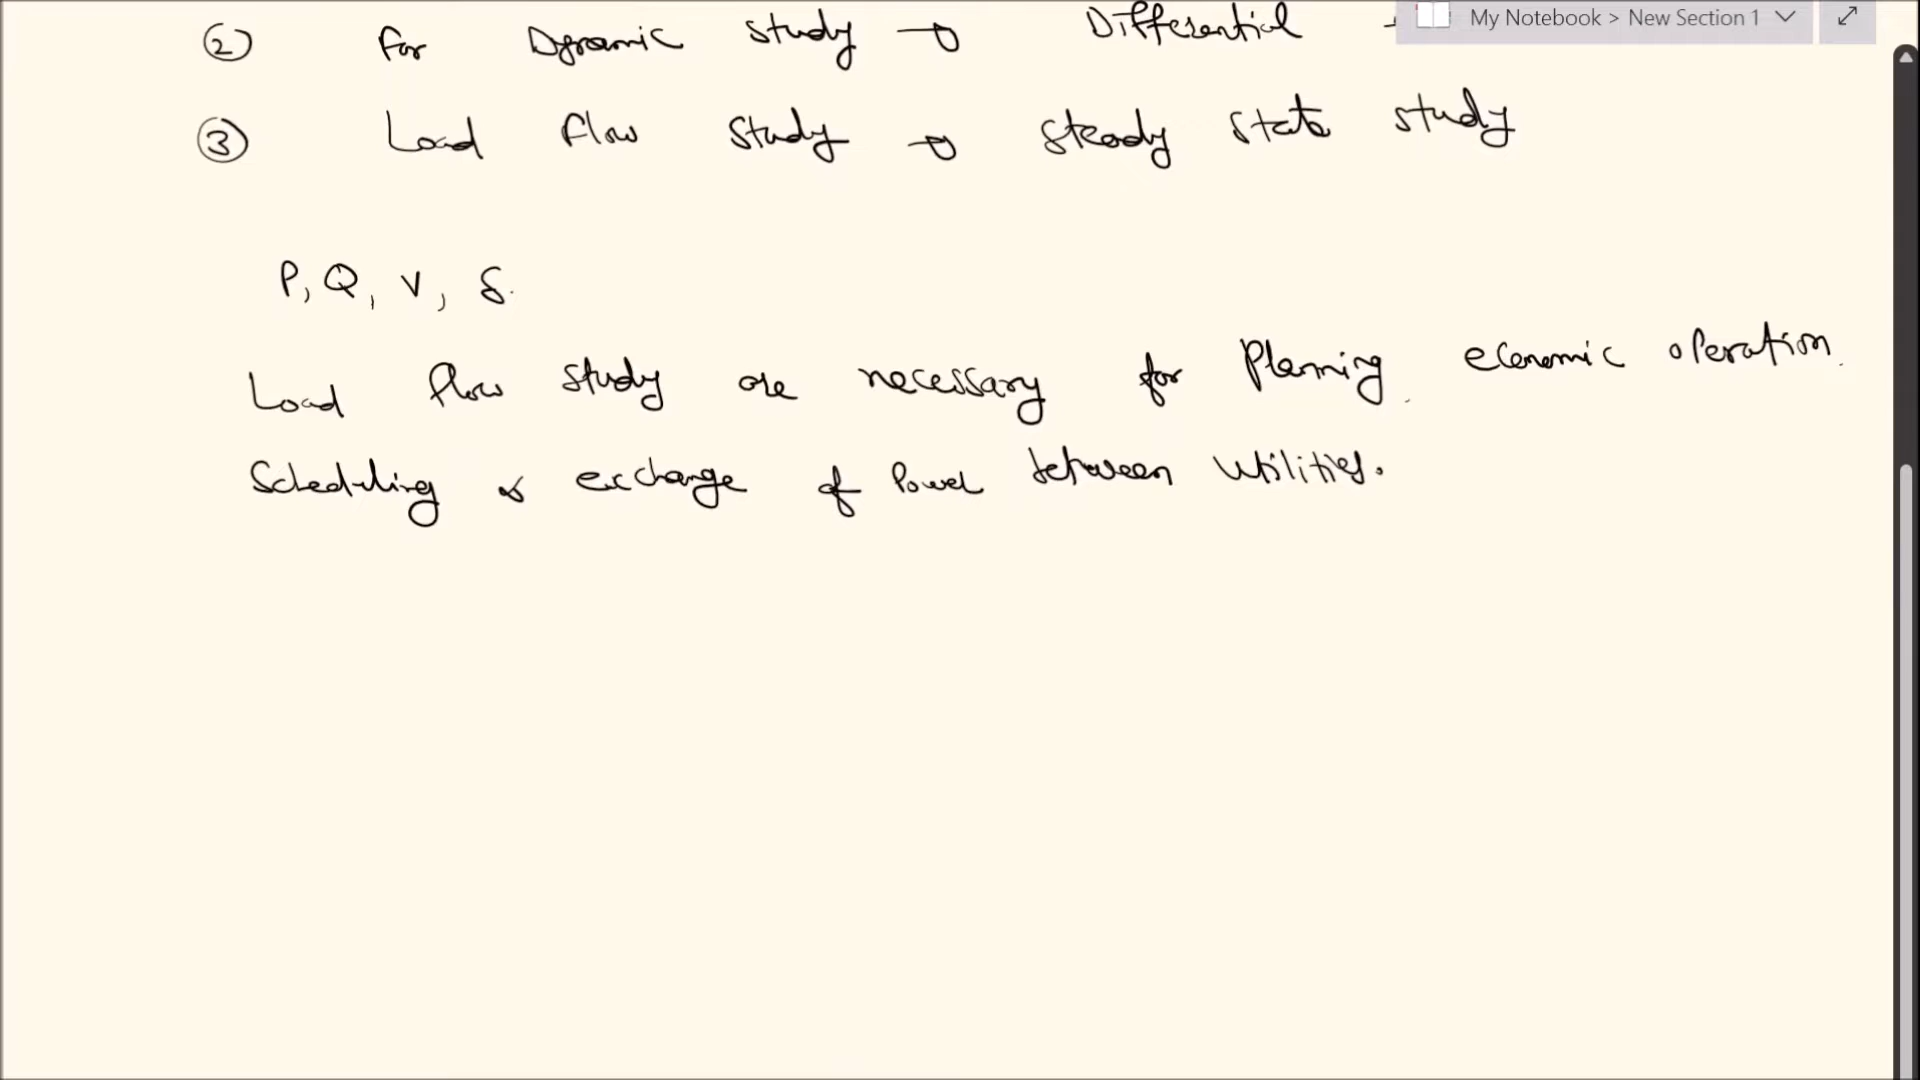 My Notebook > New Section 1
② For Dynamic study → Differential
③ Load flow study → steady state study
P, Q, V, δ.
Load flow study are necessary for Planning, economic operation.
Scheduling & exchange of Power between Utilities.